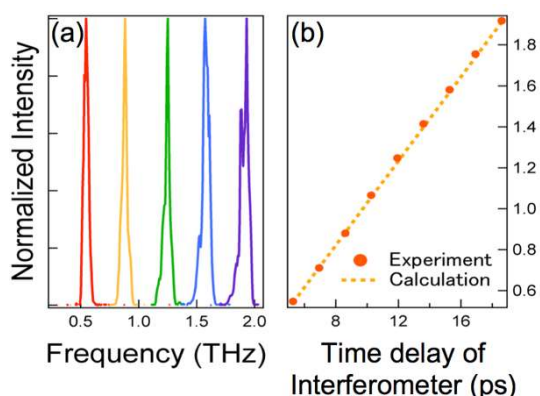 (a)
Normalized Intensity
0.5 1.0 1.5 2.0
Frequency (THz)
(b)
1.8
1.6
1.4
1.2
1.0
0.8
0.6
Experiment
Calculation
8 12 16
Time delay of
Interferometer (ps)